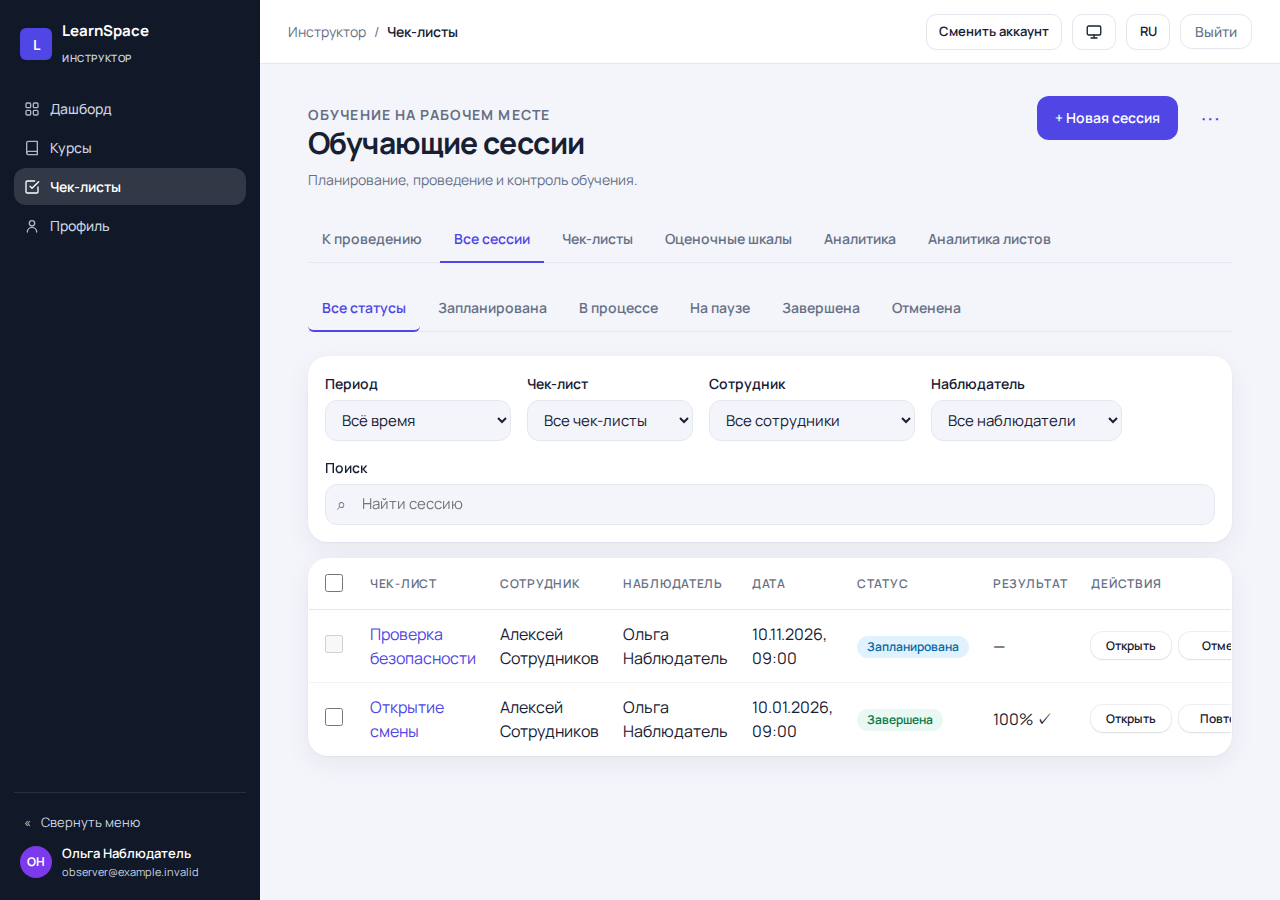 L
LearnSpace
ИНСТРУКТОР
Дашборд
Курсы
Чек-листы
Профиль
« Свернуть меню
ОН
Ольга Наблюдатель
observer@example.invalid
Инструктор / Чек-листы
Сменить аккаунт
RU
Выйти
ОБУЧЕНИЕ НА РАБОЧЕМ МЕСТЕ
Обучающие сессии
Планирование, проведение и контроль обучения.
+ Новая сессия
...
К проведению Все сессии Чек-листы Оценочные шкалы Аналитика Аналитика листов
Все статусы Запланирована В процессе На паузе Завершена Отменена
Период Чек-лист Сотрудник Наблюдатель
Всё время Все чек-листы Все сотрудники Все наблюдатели
Поиск
Найти сессию
ЧЕК-ЛИСТ СОТРУДНИК НАБЛЮДАТЕЛЬ ДАТА СТАТУС РЕЗУЛЬТАТ ДЕЙСТВИЯ
Проверка безопасности Алексей Сотрудников Ольга Наблюдатель 10.11.2026, 09:00 Запланирована — Открыть Отме
Открытие смены Алексей Сотрудников Ольга Наблюдатель 10.01.2026, 09:00 Завершена 100% ✓ Открыть Повто